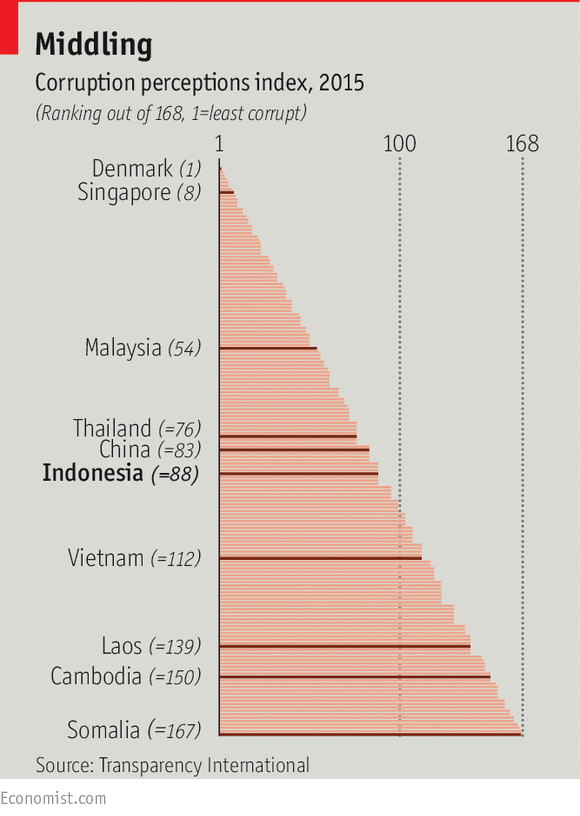 Middling
Corruption perceptions index, 2015
(Ranking out of 168, 1=least corrupt)
1 100 168
Denmark (1)
Singapore (8)
Malaysia (54)
Thailand (=76)
China (=83)
Indonesia (=88)
Vietnam (=112)
Laos (=139)
Cambodia (=150)
Somalia (=167)
Source: Transparency International
Economist.com